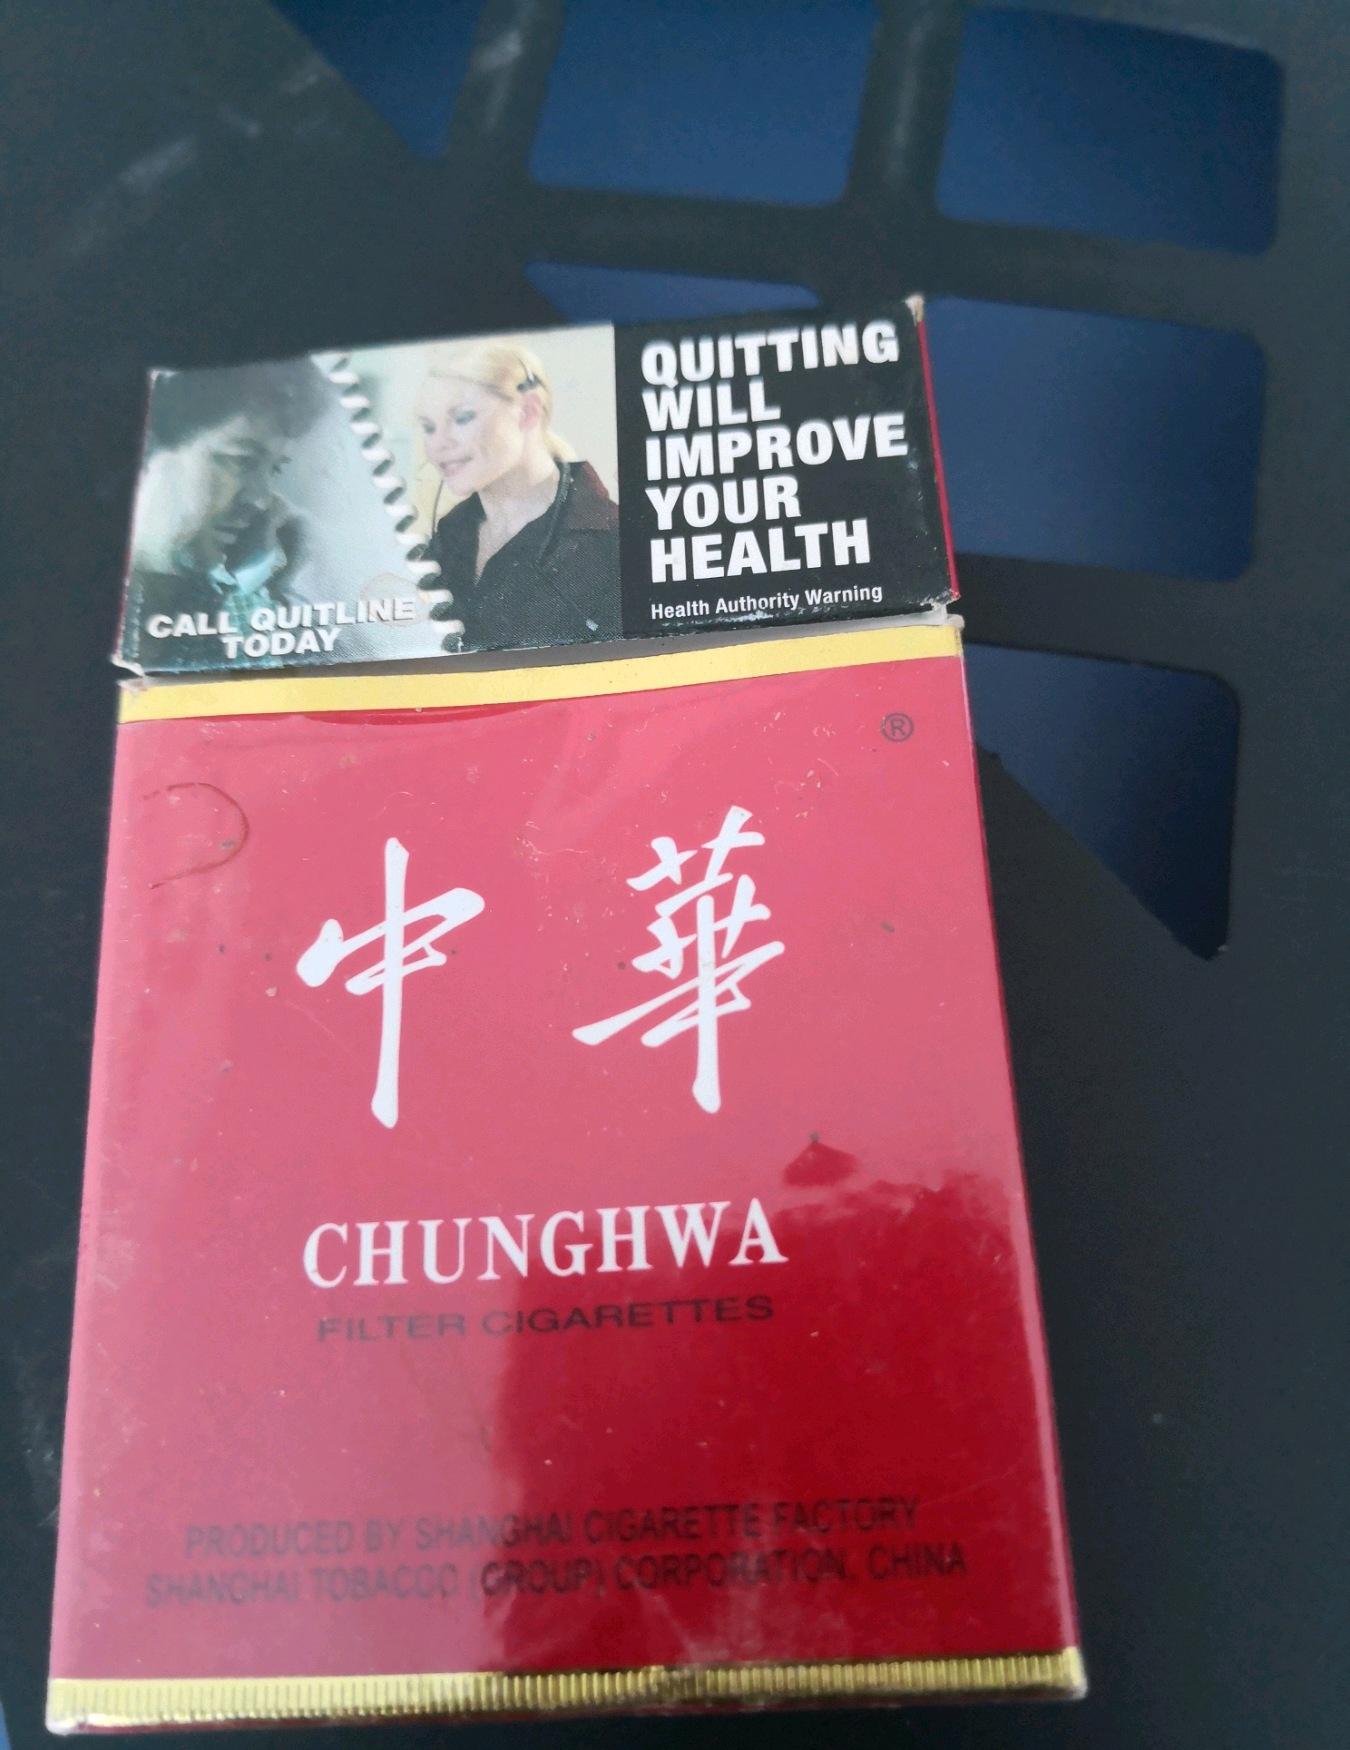 QUITTING
WILL
IMPROVE
YOUR
HEALTH
Health Authority Warning
CALL QUITLINE
TODAY
®
中華
CHUNGHWA
FILTER CIGARETTES
PRODUCED BY SHANGHAI CIGARETTE FACTORY
SHANGHAI TOBACCO (GROUP) CORPORATION. CHINA